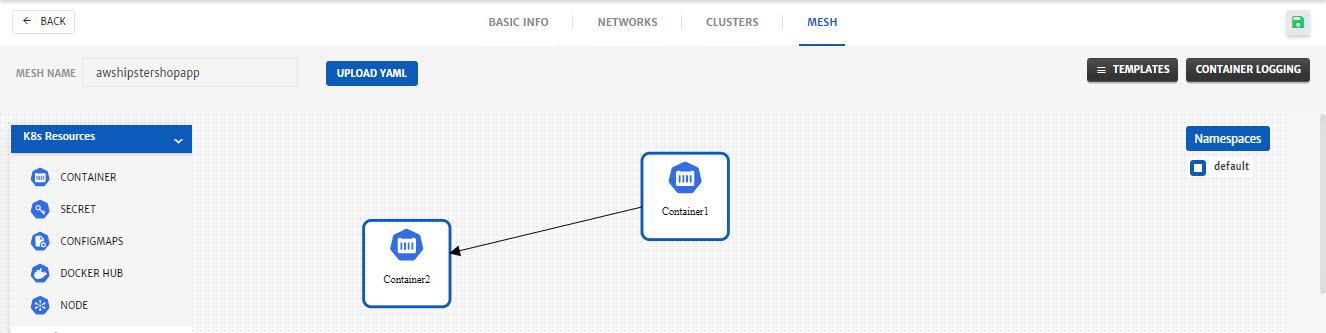 BACK
BASIC INFO
NETWORKS
CLUSTERS
MESH
MESH NAME
awshipstershopapp
UPLOAD YAML
TEMPLATES
CONTAINER LOGGING
K8s Resources
CONTAINER
SECRET
CONFIGMAPS
DOCKER HUB
NODE
Container1
Container2
Namespaces
default